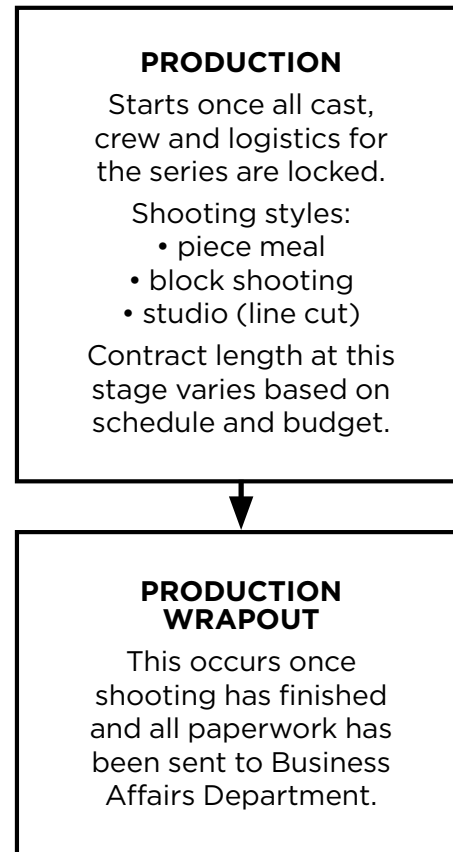 PRODUCTION
Starts once all cast,
crew and logistics for
the series are locked.
Shooting styles:
• piece meal
• block shooting
• studio (line cut)
Contract length at this
stage varies based on
schedule and budget.
PRODUCTION
WRAPOUT
This occurs once
shooting has finished
and all paperwork has
been sent to Business
Affairs Department.